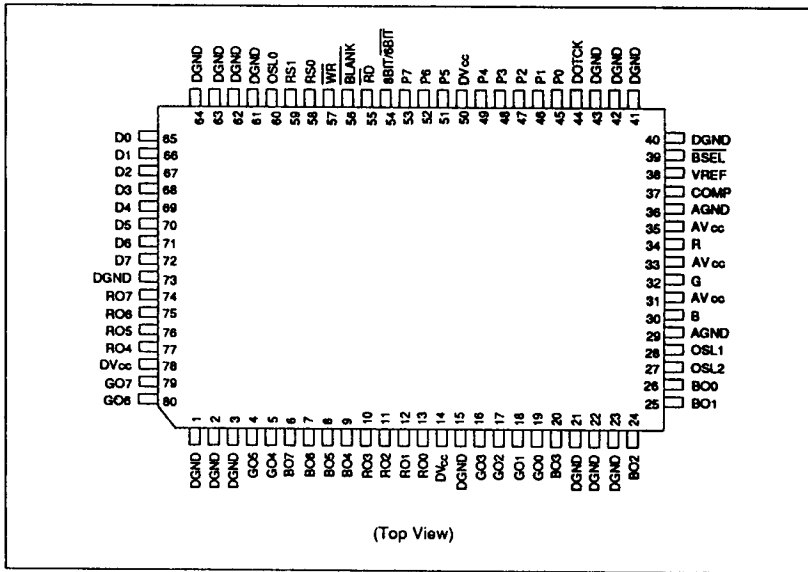 DGND DGND DGND DGND OSL0 RS1 RS0 WR BLANK RD 8BIT/6BIT P7 P6 P5 DVcc P4 P3 P2 P1 P0 DOTCK DGND DGND DGND
64 63 62 61 60 59 58 57 56 55 54 53 52 51 50 49 48 47 46 45 44 43 42 41
D0 65
D1 66
D2 67
D3 68
D4 69
D5 70
D6 71
D7 72
DGND 73
RO7 74
RO6 75
RO5 76
RO4 77
DVcc 78
GO7 79
GO6 80
40 DGND
39 BSEL
38 VREF
37 COMP
36 AGND
35 AVcc
34 R
33 AVcc
32 G
31 AVcc
30 B
29 AGND
28 OSL1
27 OSL2
26 BO0
25 BO1
1 2 3 4 5 6 7 8 9 10 11 12 13 14 15 16 17 18 19 20 21 22 23 24
DGND DGND DGND GO5 GO4 BO7 BO6 BO5 BO4 RO3 RO2 RO1 RO0 DVcc DGND GO3 GO2 GO1 GO0 BO3 DGND DGND DGND BO2
(Top View)